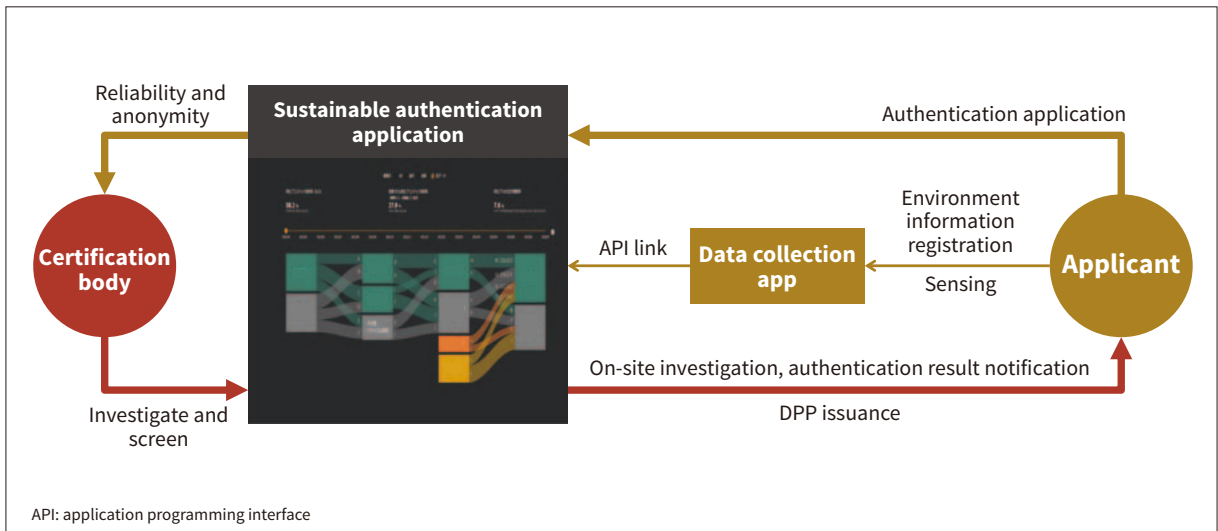 Reliability and
anonymity
Sustainable authentication
application
Authentication application
Certification
body
API link
Data collection
app
Environment
information
registration
Sensing
Applicant
Investigate and
screen
On-site investigation, authentication result notification
DPP issuance
API: application programming interface